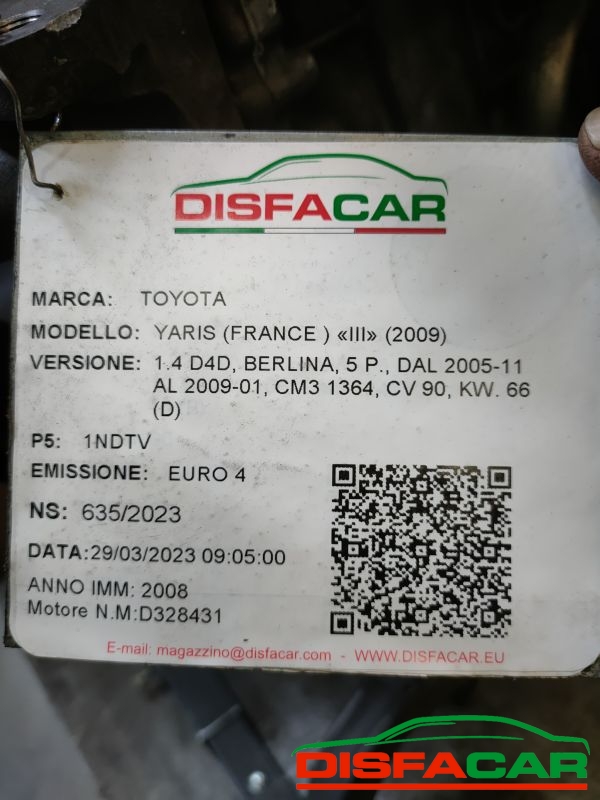 DISFACAR
MARCA: TOYOTA
MODELLO: YARIS (FRANCE ) «III» (2009)
VERSIONE: 1.4 D4D, BERLINA, 5 P., DAL 2005-11
AL 2009-01, CM3 1364, CV 90, KW. 66
(D)
P5: 1NDTV
EMISSIONE: EURO 4
NS: 635/2023
DATA:29/03/2023 09:05:00
ANNO IMM: 2008
Motore N.M:D328431
E-mail: magazzino@disfacar.com - WWW.DISFACAR.EU
DISFACAR